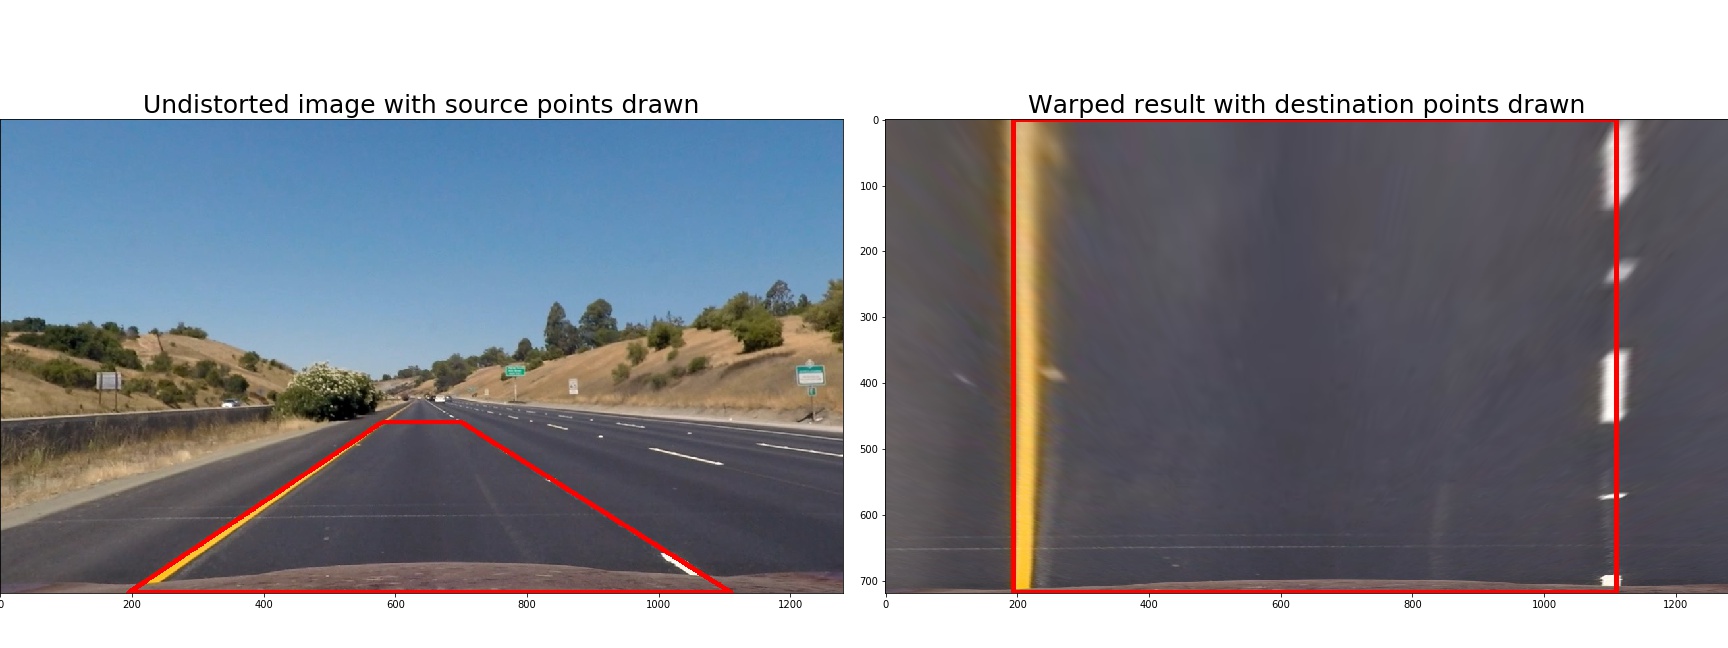 Undistorted image with source points drawn
0 200 400 600 800 1000 1200
Warped result with destination points drawn
0
100
200
300
400
500
600
700
0 200 400 600 800 1000 1200